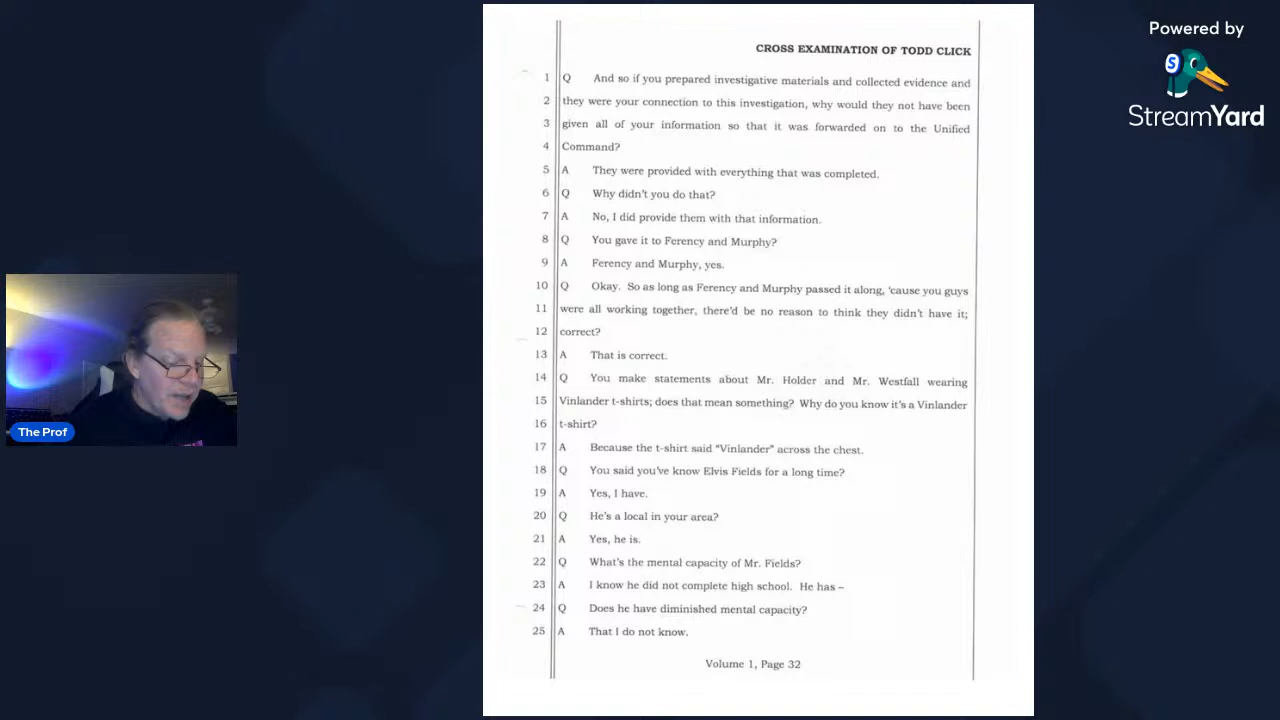 Powered by
S
StreamYard
The Prof
CROSS EXAMINATION OF TODD CLICK
1 Q And so if you prepared investigative materials and collected evidence and
2 they were your connection to this investigation, why would they not have been
3 given all of your information so that it was forwarded on to the Unified
4 Command?
5 A They were provided with everything that was completed.
6 Q Why didn't you do that?
7 A No, I did provide them with that information.
8 Q You gave it to Ferency and Murphy?
9 A Ferency and Murphy, yes.
10 Q Okay. So as long as Ferency and Murphy passed it along, 'cause you guys
11 were all working together, there'd be no reason to think they didn't have it;
12 correct?
13 A That is correct.
14 Q You make statements about Mr. Holder and Mr. Westfall wearing
15 Vinlander t-shirts; does that mean something? Why do you know it's a Vinlander
16 t-shirt?
17 A Because the t-shirt said "Vinlander" across the chest.
18 Q You said you've know Elvis Fields for a long time?
19 A Yes, I have.
20 Q He's a local in your area?
21 A Yes, he is.
22 Q What's the mental capacity of Mr. Fields?
23 A I know he did not complete high school. He has –
24 Q Does he have diminished mental capacity?
25 A That I do not know.
Volume 1, Page 32